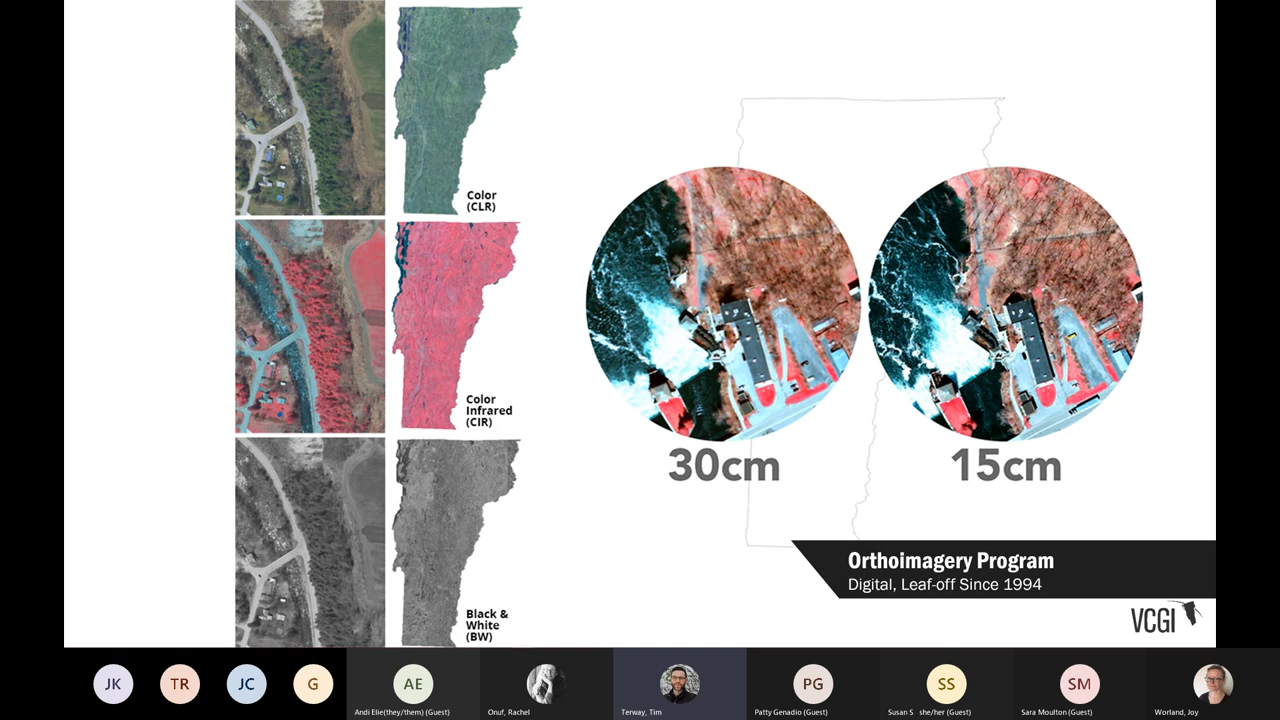 Color
(CLR)
Color
Infrared
(CIR)
Black &
White
(BW)
30cm
15cm
Orthoimagery Program
Digital, Leaf-off Since 1994
VCGI
JK
TR
JC
G
AE
PG
SS
SM
Andi Elie(they/them) (Guest)
Onuf, Rachel
Terway, Tim
Patty Genadio (Guest)
Susan S she/her (Guest)
Sara Moulton (Guest)
Worland, Joy